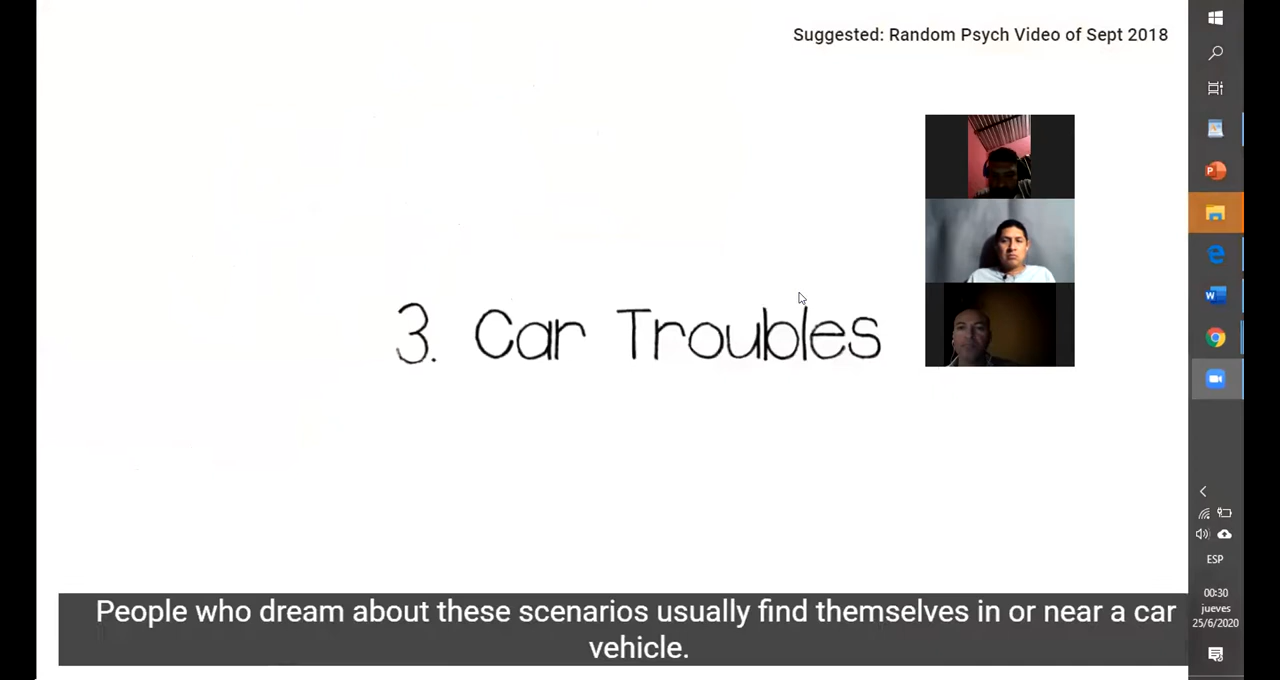 Suggested: Random Psych Video of Sept 2018
3. Car Troubles
People who dream about these scenarios usually find themselves in or near a car
vehicle.
ESP
00:30
jueves
25/6/2020